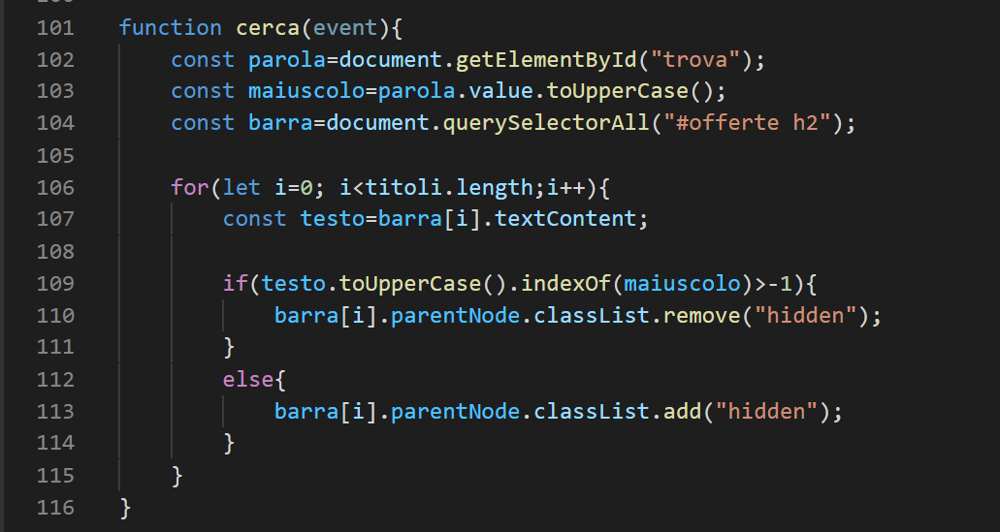 101 function cerca(event){
102 const parola=document.getElementById("trova");
103 const maiuscolo=parola.value.toUpperCase();
104 const barra=document.querySelectorAll("#offerte h2");
105
106 for(let i=0; i<titoli.length;i++){
107 const testo=barra[i].textContent;
108
109 if(testo.toUpperCase().indexOf(maiuscolo)>-1){
110 barra[i].parentNode.classList.remove("hidden");
111 }
112 else{
113 barra[i].parentNode.classList.add("hidden");
114 }
115 }
116 }